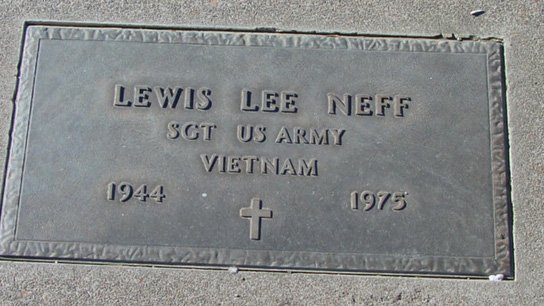 LEWIS LEE NEFF
SGT US ARMY
VIETNAM
1944 1975